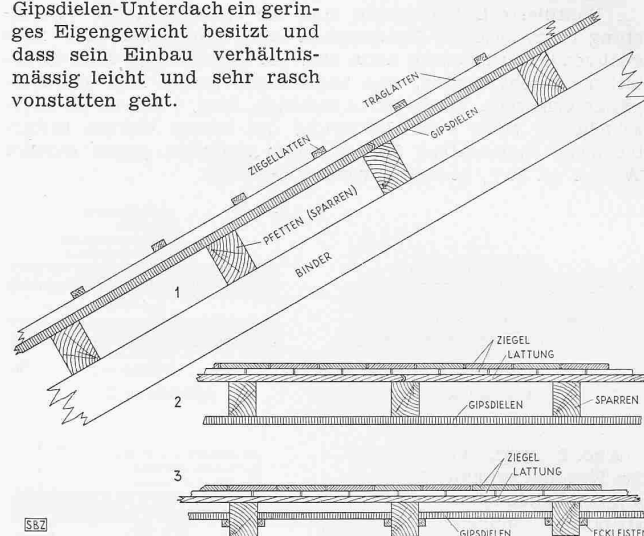 Gipsdielen-Unterdach ein gerin-
ges Eigengewicht besitzt und
dass sein Einbau verhältnis-
mässig leicht und sehr rasch
vonstatten geht.
TRAGLATTEN
GIPSDIELEN
ZIEGELLATTEN
PFETTEN (SPARREN)
BINDER
1
ZIEGEL
LATTUNG
2
GIPSDIELEN
SPARREN
3
ZIEGEL
LATTUNG
GIPSDIELEN
ECKLEISTEN
SBZ